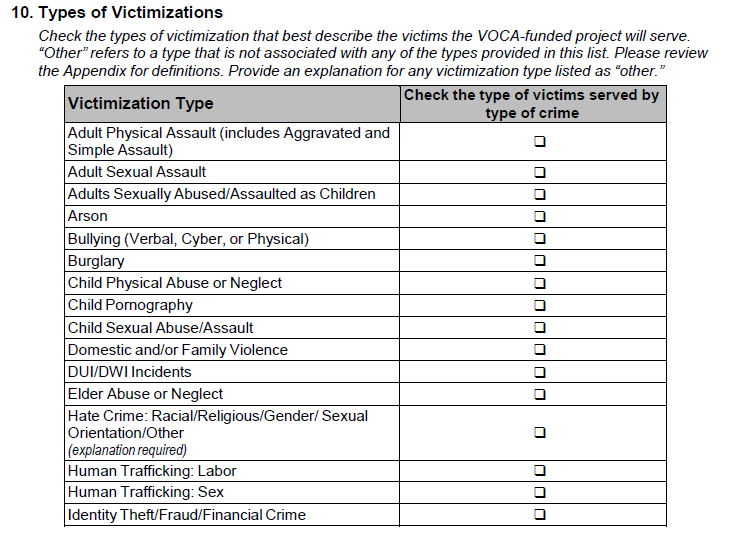 10. Types of Victimizations
Check the types of victimization that best describe the victims the VOCA-funded project will serve.
“Other” refers to a type that is not associated with any of the types provided in this list. Please review
the Appendix for definitions. Provide an explanation for any victimization type listed as “other.”
Victimization Type
Check the type of victims served by
type of crime
Adult Physical Assault (includes Aggravated and
Simple Assault)
❑
Adult Sexual Assault ❑
Adults Sexually Abused/Assaulted as Children ❑
Arson ❑
Bullying (Verbal, Cyber, or Physical) ❑
Burglary ❑
Child Physical Abuse or Neglect ❑
Child Pornography ❑
Child Sexual Abuse/Assault ❑
Domestic and/or Family Violence ❑
DUI/DWI Incidents ❑
Elder Abuse or Neglect ❑
Hate Crime: Racial/Religious/Gender/ Sexual
Orientation/Other
(explanation required)
❑
Human Trafficking: Labor ❑
Human Trafficking: Sex ❑
Identity Theft/Fraud/Financial Crime ❑